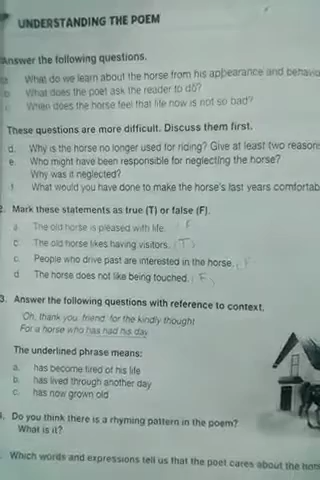 UNDERSTANDING THE POEM
Answer the following questions.
a. What do we learn about the horse from his appearance and
b. What does the poet ask the reader to do?
c. When does the horse feel that life now is not so bad?
These questions are more difficult. Discuss them first.
d. Why is the horse no longer used for riding? Give at least two
e. Who might have been responsible for neglecting the horse?
Why was it neglected?
f. What would you have done to make the horse's last years
2. Mark these statements as true (T) or false (F).
a. The old horse is pleased with life. F
b. The old horse likes having visitors. (T)
c. People who drive past are interested in the horse. F
d. The horse does not like being touched. (F)
3. Answer the following questions with reference to context.
Oh, thank you, friend, for the kindly thought
For a horse who has had his day
The underlined phrase means:
a. has become tired of his life
b. has lived through another day
c. has now grown old
4. Do you think there is a rhyming pattern in the poem?
What is it?
Which words and expressions tell us that the poet cares about the